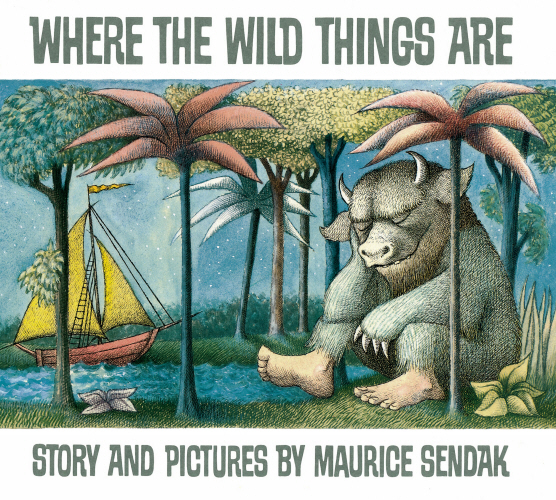 WHERE THE WILD THINGS ARE
STORY AND PICTURES BY MAURICE SENDAK